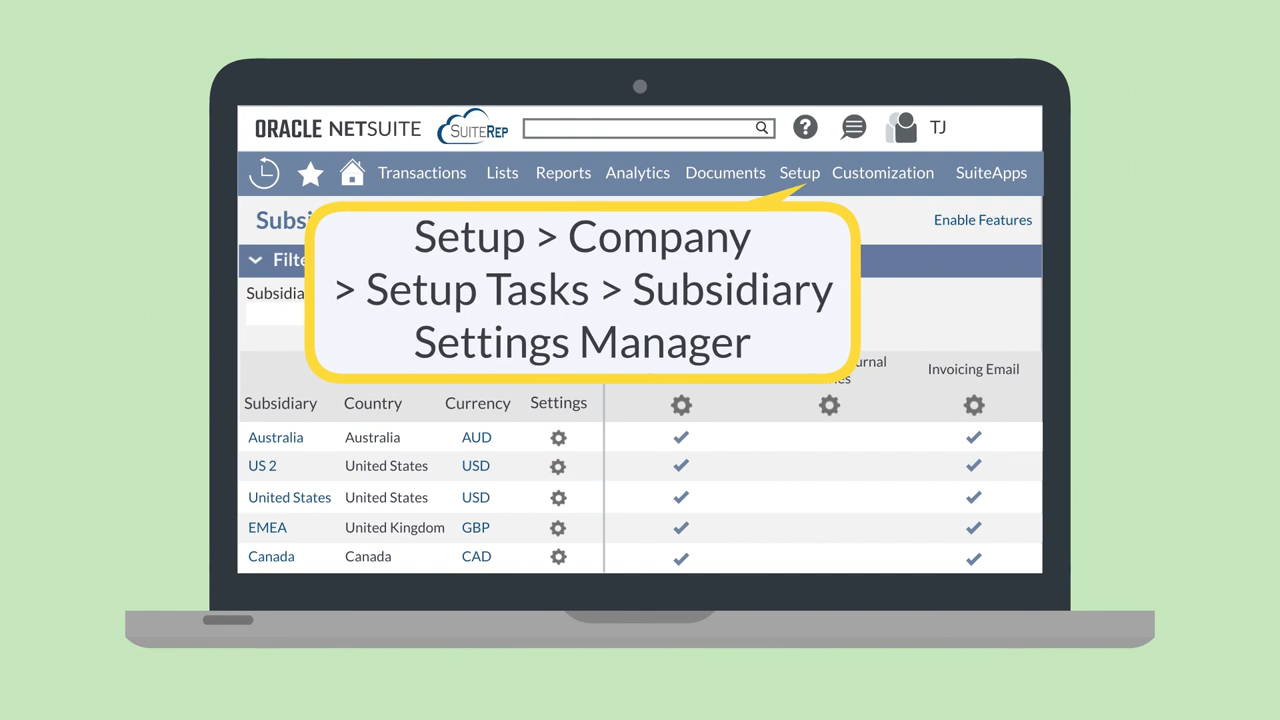 ORACLE NETSUITE SUITEREP TJ
Transactions Lists Reports Analytics Documents Setup Customization SuiteApps
Enable Features
Setup > Company
> Setup Tasks > Subsidiary
Settings Manager
Invoicing Email
Subsidiary Country Currency Settings
Australia Australia AUD
US 2 United States USD
United States United States USD
EMEA United Kingdom GBP
Canada Canada CAD